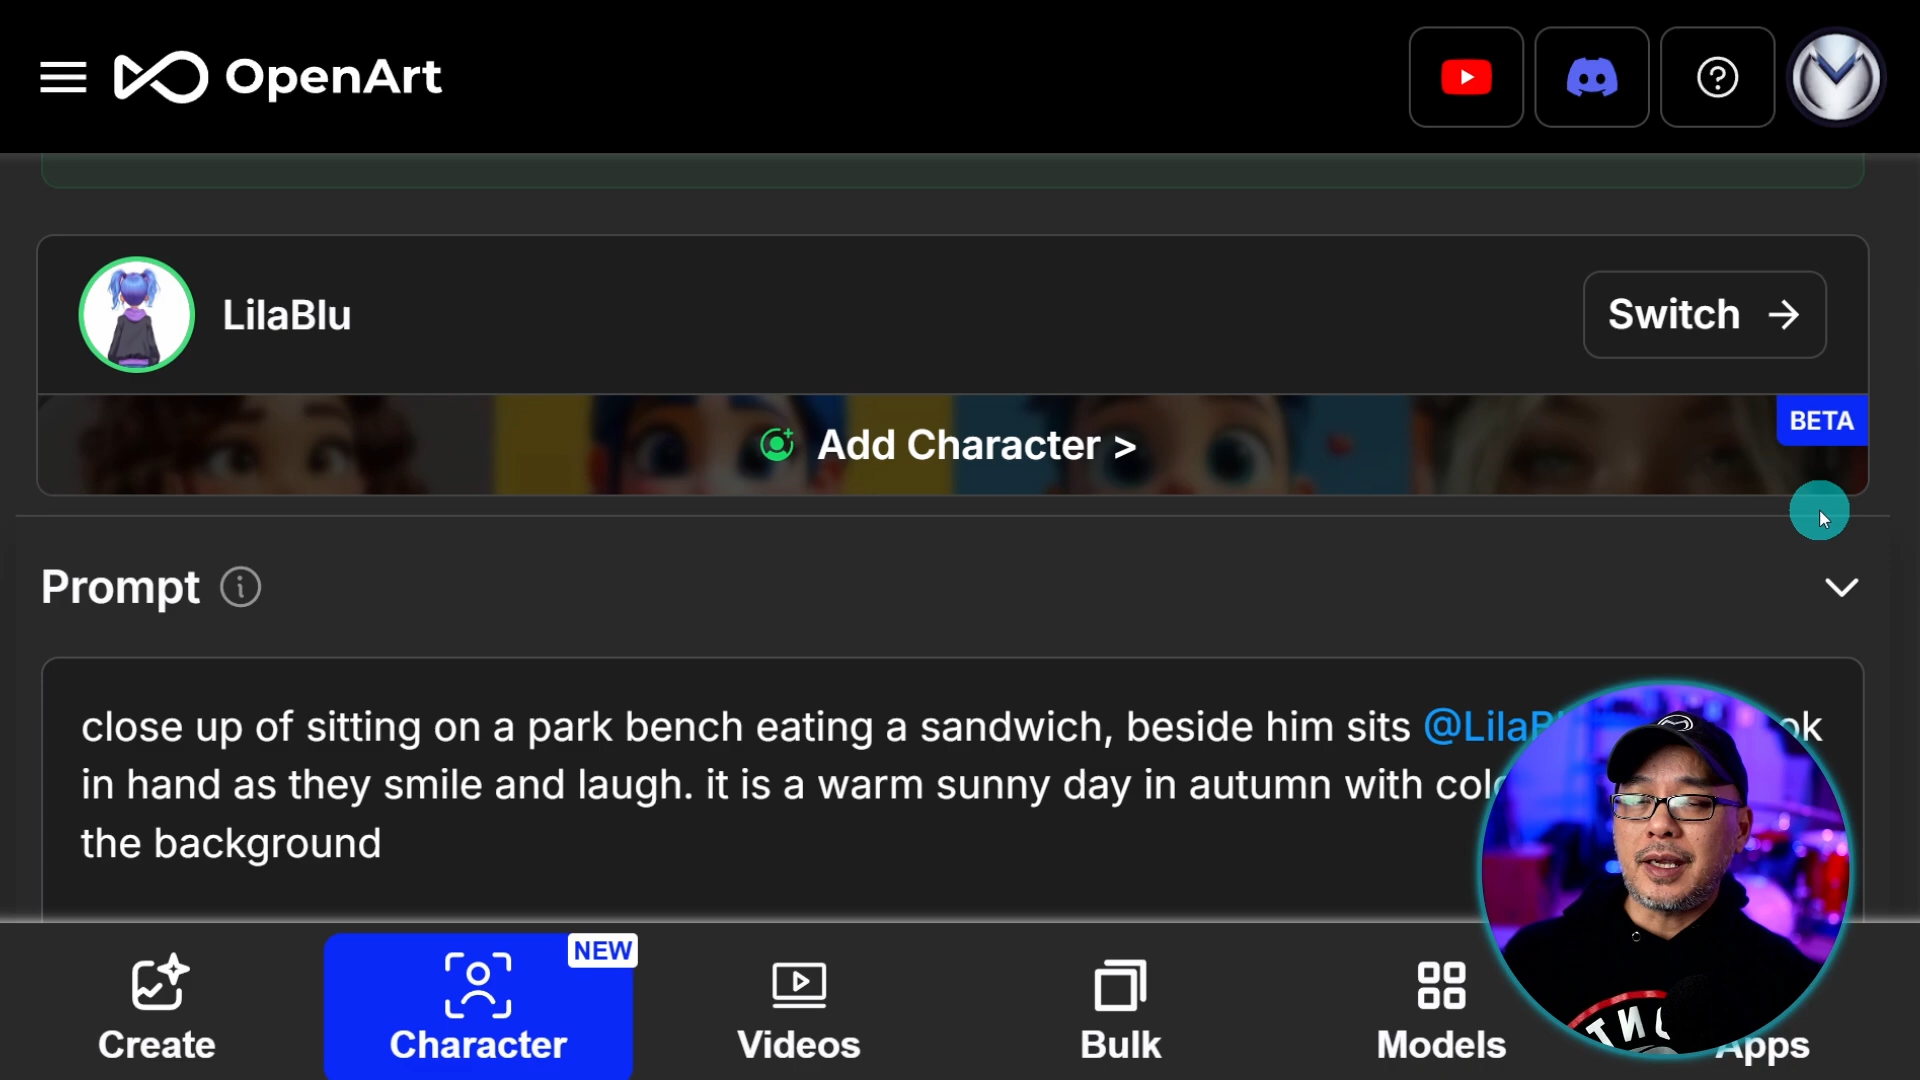 OpenArt
LilaBlu
Switch →
Add Character >
BETA
Prompt
close up of sitting on a park bench eating a sandwich, beside him sits
in hand as they smile and laugh. it is a warm sunny day in autumn with
the background
NEW
Create
Character
Videos
Bulk
Models
Apps